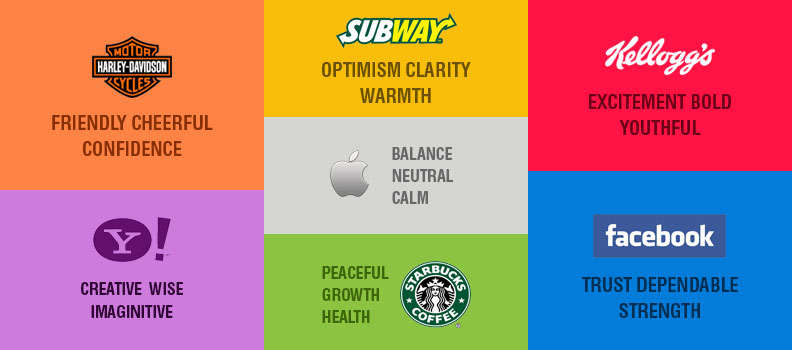 MOTOR
HARLEY-DAVIDSON
CYCLES
FRIENDLY CHEERFUL
CONFIDENCE
Y!
CREATIVE WISE
IMAGINITIVE
SUBWAY
OPTIMISM CLARITY
WARMTH
BALANCE
NEUTRAL
CALM
PEACEFUL
GROWTH
HEALTH
STARBUCKS
COFFEE
®
Kellogg's
EXCITEMENT BOLD
YOUTHFUL
facebook
TRUST DEPENDABLE
STRENGTH